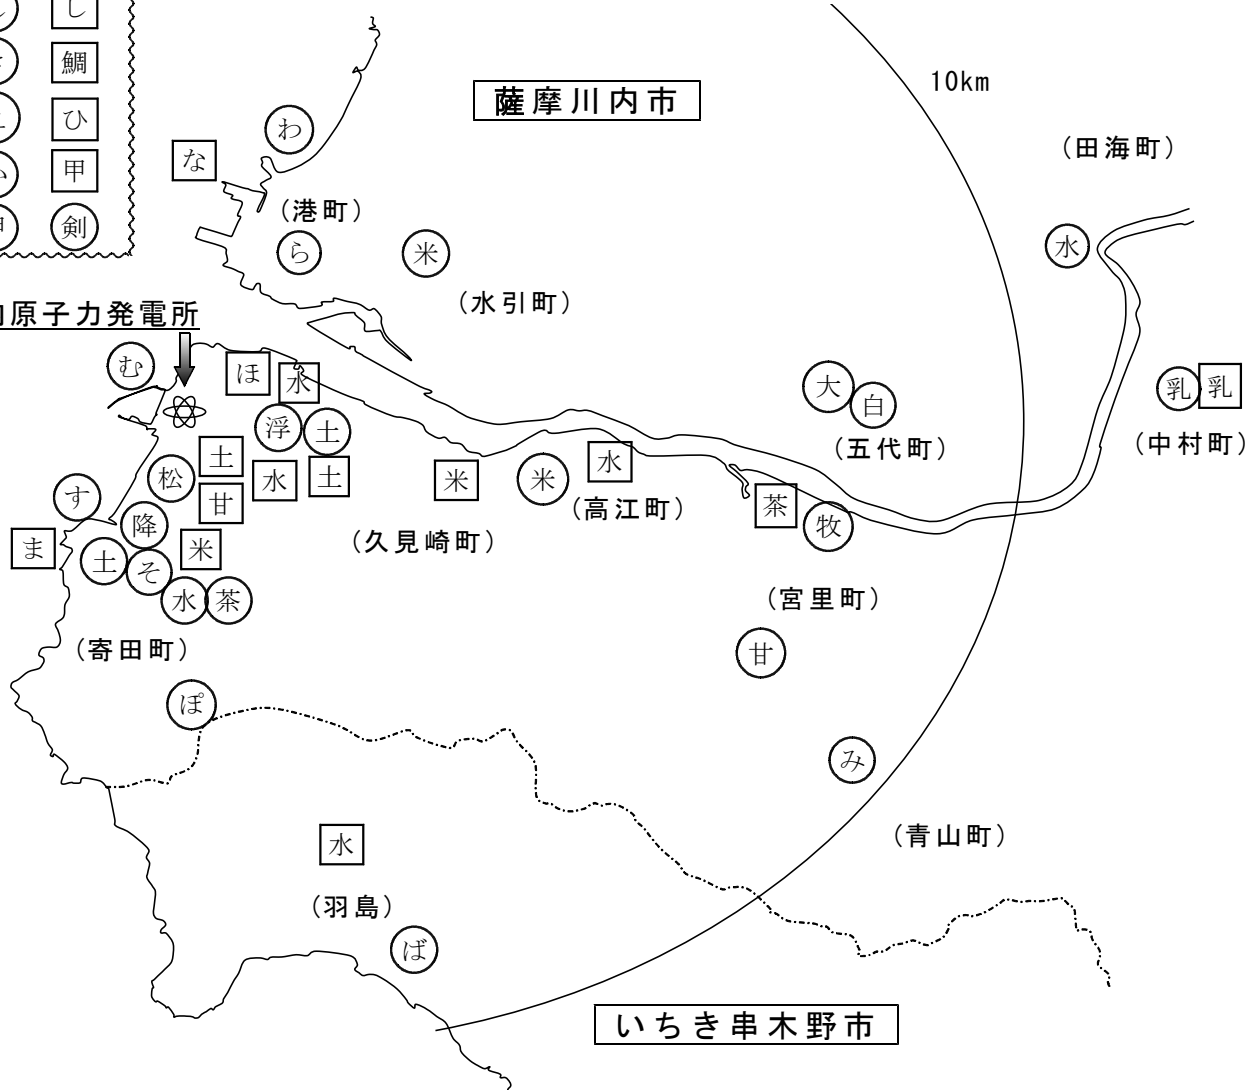 し
鯛
ひ
甲
剣
薩摩川内市
10km
(田海町)
わ
な
(港町)
ら
米
水
(水引町)
原子力発電所
む
ほ
水
浮
土
大
白
乳
乳
(五代町)
(中村町)
松
土
水
土
米
米
水
(高江町)
茶
牧
す
甘
降
ま
土
そ
米
(久見崎町)
水
茶
(宮里町)
(寄田町)
甘
ぽ
み
水
(青山町)
(羽島)
ば
いちき串木野市